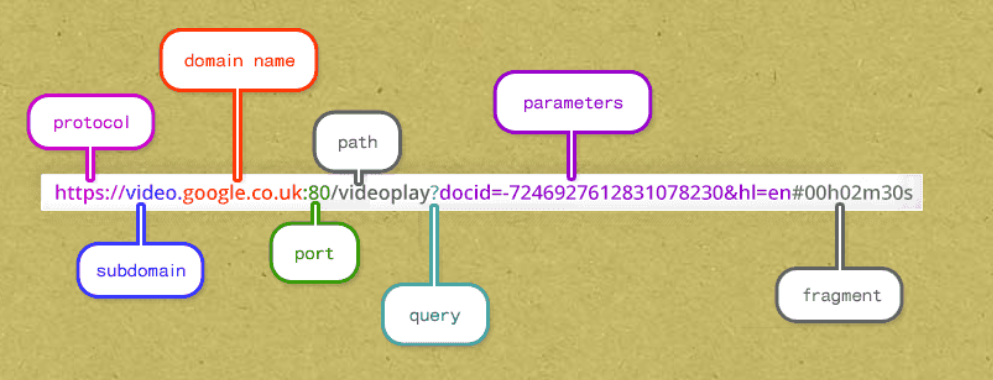 domain name
parameters
protocol
path
https://video.google.co.uk:80/videoplay?docid=-7246927612831078230&hl=en#00h02m30s
subdomain
port
query
fragment